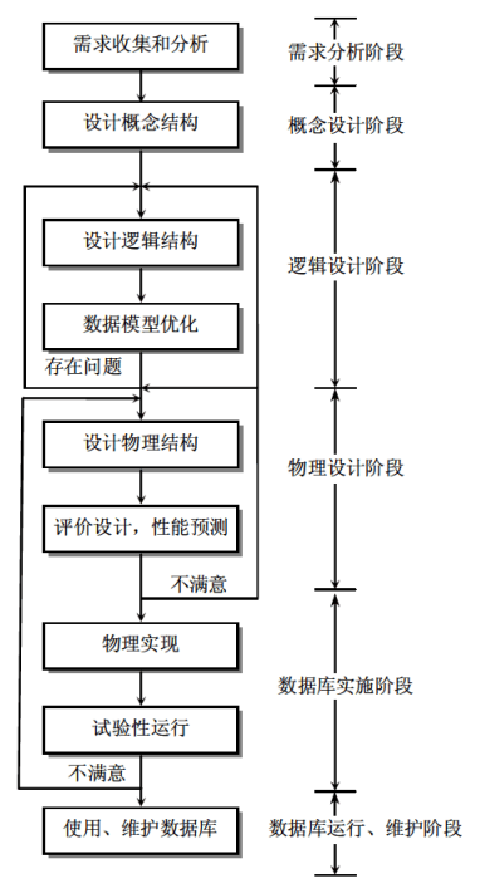 需求收集和分析
需求分析阶段
设计概念结构
概念设计阶段
设计逻辑结构
逻辑设计阶段
数据模型优化
存在问题
设计物理结构
物理设计阶段
评价设计，性能预测
不满意
物理实现
数据库实施阶段
试验性运行
不满意
使用、维护数据库
数据库运行、维护阶段